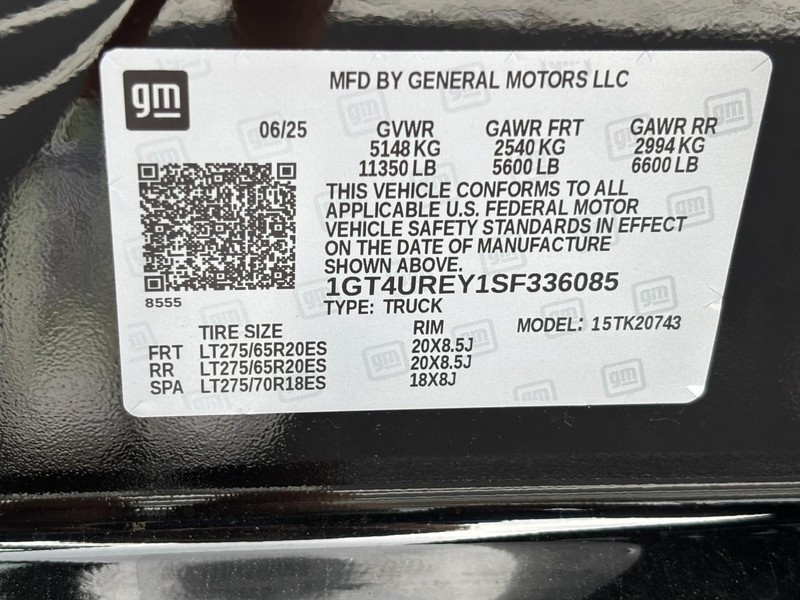 gm
MFD BY GENERAL MOTORS LLC
06/25
GVWR GAWR FRT GAWR RR
5148 KG 2540 KG 2994 KG
11350 LB 5600 LB 6600 LB
THIS VEHICLE CONFORMS TO ALL
APPLICABLE U.S. FEDERAL MOTOR
VEHICLE SAFETY STANDARDS IN EFFECT
ON THE DATE OF MANUFACTURE
SHOWN ABOVE.
8555
1GT4UREY1SF336085
TYPE: TRUCK
TIRE SIZE RIM MODEL: 15TK20743
FRT LT275/65R20ES 20X8.5J
RR LT275/65R20ES 20X8.5J
SPA LT275/70R18ES 18X8J